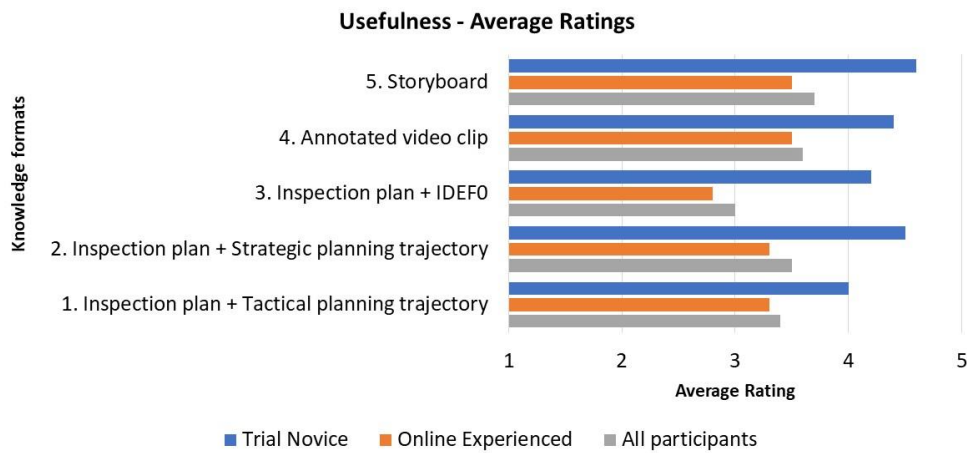 Usefulness - Average Ratings
Knowledge formats
5. Storyboard
4. Annotated video clip
3. Inspection plan + IDEF0
2. Inspection plan + Strategic planning trajectory
1. Inspection plan + Tactical planning trajectory
1 2 3 4 5
Average Rating
Trial Novice Online Experienced All participants